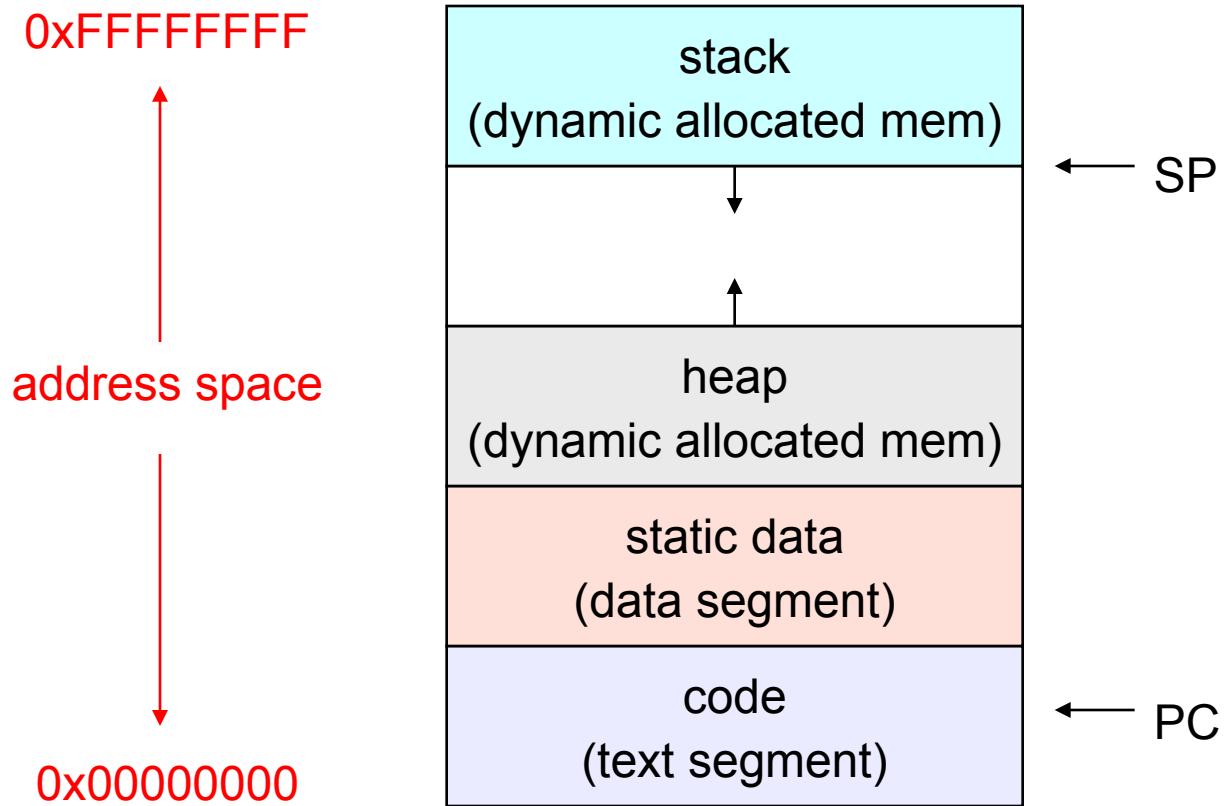 0xFFFFFFFF
stack
(dynamic allocated mem)
SP
address space
heap
(dynamic allocated mem)
static data
(data segment)
code
(text segment)
PC
0x00000000